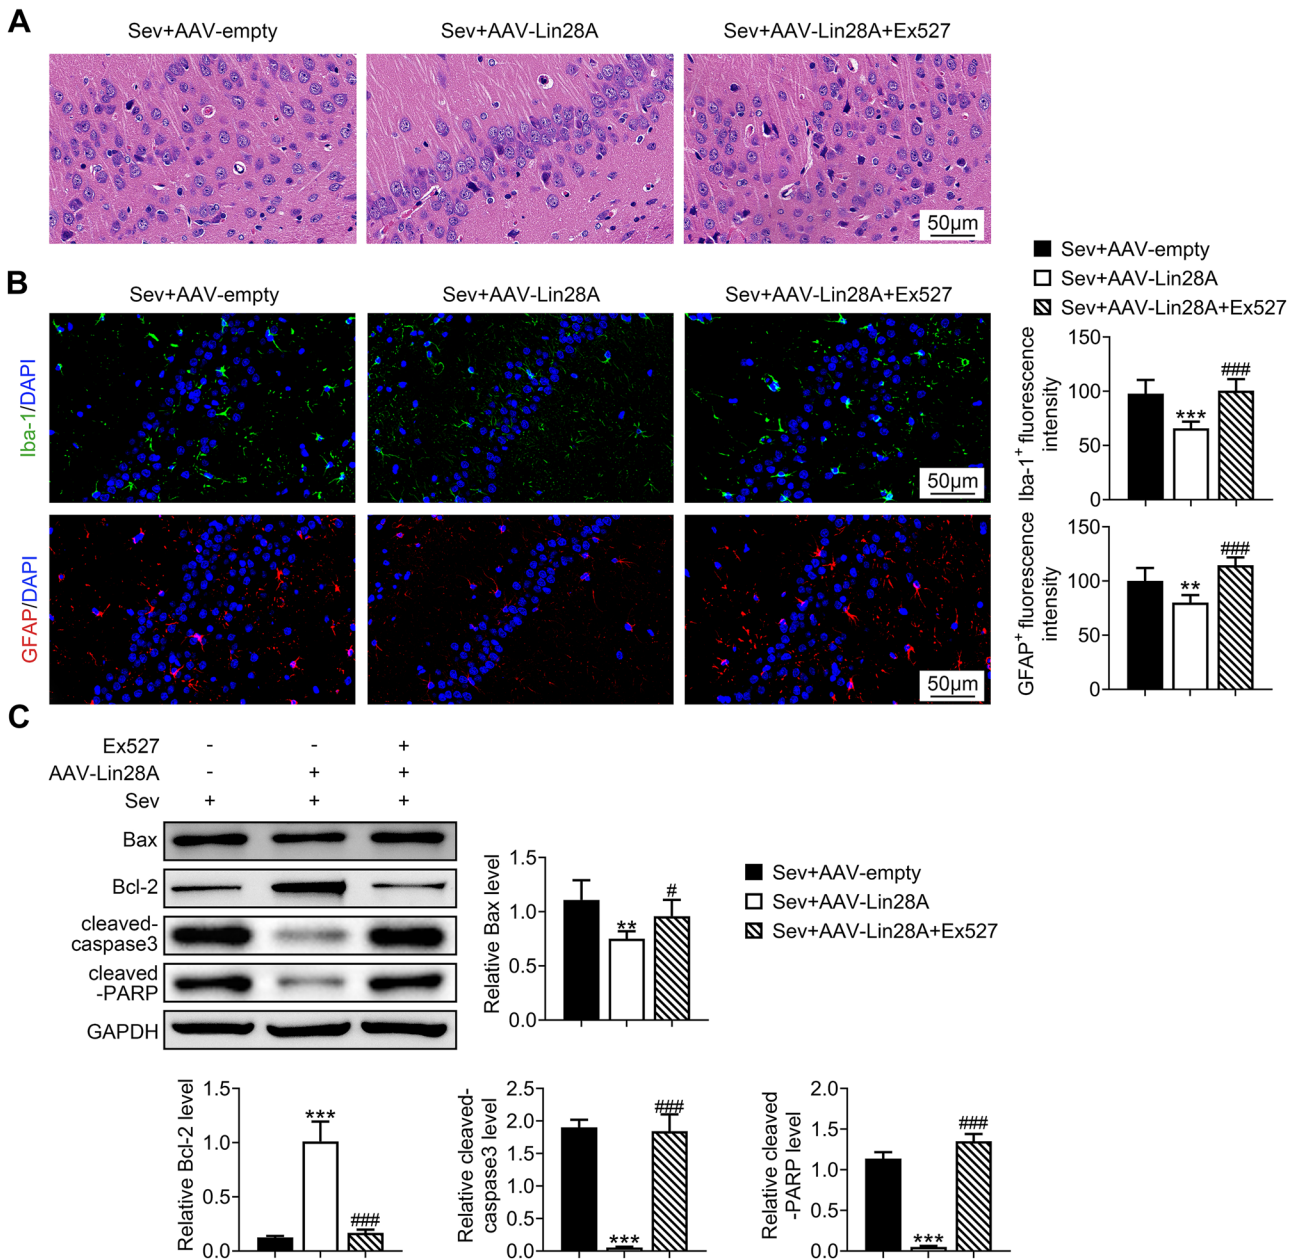 A
Sev+AAV-empty
Sev+AAV-Lin28A
Sev+AAV-Lin28A+Ex527
50μm
B
Sev+AAV-empty
Sev+AAV-Lin28A
Sev+AAV-Lin28A+Ex527
Iba-1/DAPI
50μm
GFAP/DAPI
50μm
Sev+AAV-empty
Sev+AAV-Lin28A
Sev+AAV-Lin28A+Ex527
Iba-1⁺ fluorescence
intensity
150
100
50
0
***
###
GFAP⁺ fluorescence
intensity
150
100
50
0
**
###
C
Ex527 - - +
AAV-Lin28A - + +
Sev + + +
Bax
Bcl-2
cleaved-
caspase3
cleaved
-PARP
GAPDH
Relative Bax level
1.5
1.0
0.5
0.0
**
#
Sev+AAV-empty
Sev+AAV-Lin28A
Sev+AAV-Lin28A+Ex527
Relative Bcl-2 level
1.5
1.0
0.5
0.0
***
###
Relative cleaved-
caspase3 level
2.5
2.0
1.5
1.0
0.5
0.0
***
###
Relative cleaved
-PARP level
2.0
1.5
1.0
0.5
0.0
***
###